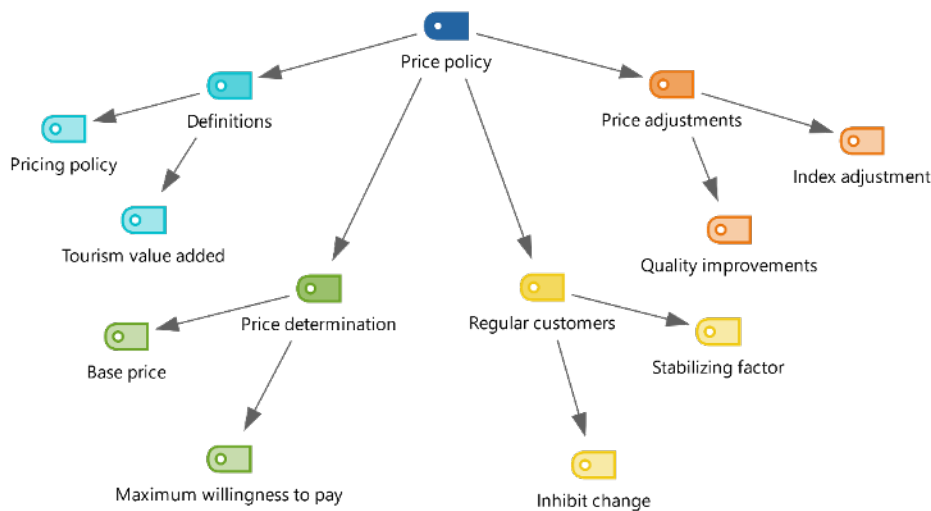 Price policy
Definitions
Price adjustments
Pricing policy
Index adjustment
Tourism value added
Quality improvements
Price determination
Regular customers
Base price
Stabilizing factor
Maximum willingness to pay
Inhibit change